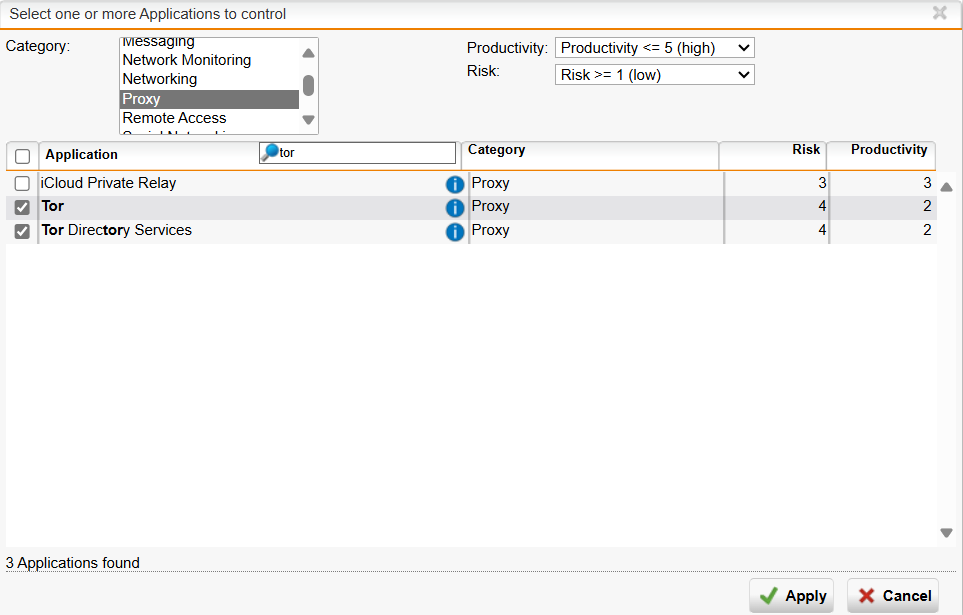 Select one or more Applications to control
Category:
Messaging
Network Monitoring
Networking
Proxy
Remote Access
Productivity: Productivity <= 5 (high)
Risk: Risk >= 1 (low)
Application tor Category Risk Productivity
iCloud Private Relay Proxy 3 3
Tor Proxy 4 2
Tor Directory Services Proxy 4 2
3 Applications found
Apply Cancel